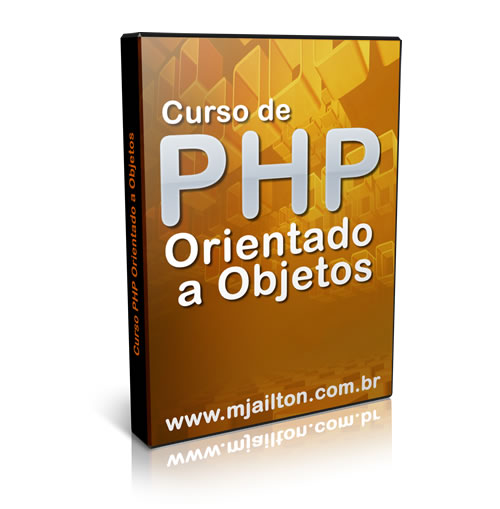 Curso de
PHP
Orientado
a Objetos
www.mjailton.com.br
Curso PHP Orientado a Objetos